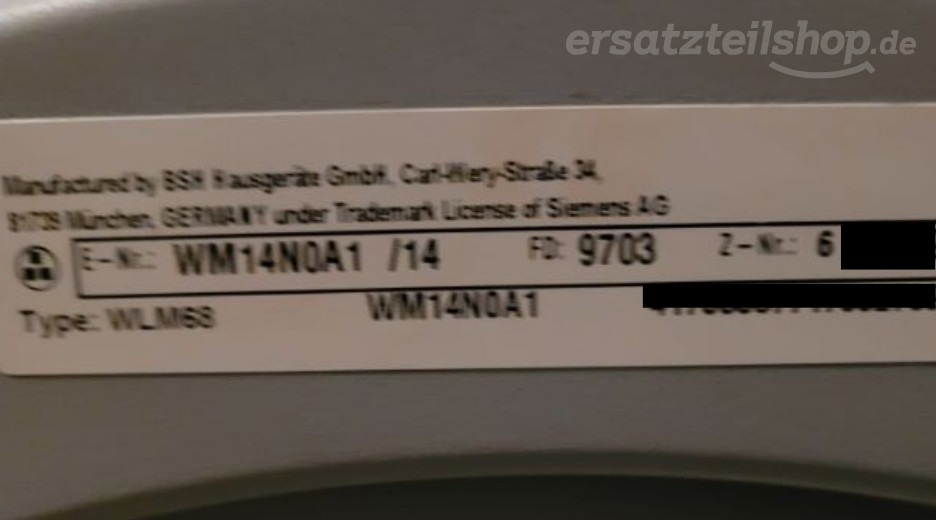 ersatzteilshop.de
Manufactured by BSH Hausgeräte GmbH, Carl-Wery-Straße 34,
81739 München, GERMANY under Trademark License of Siemens AG
E-Nr.: WM14N0A1 /14 FD: 9703 Z-Nr.: 6
Type: WLM68 WM14N0A1